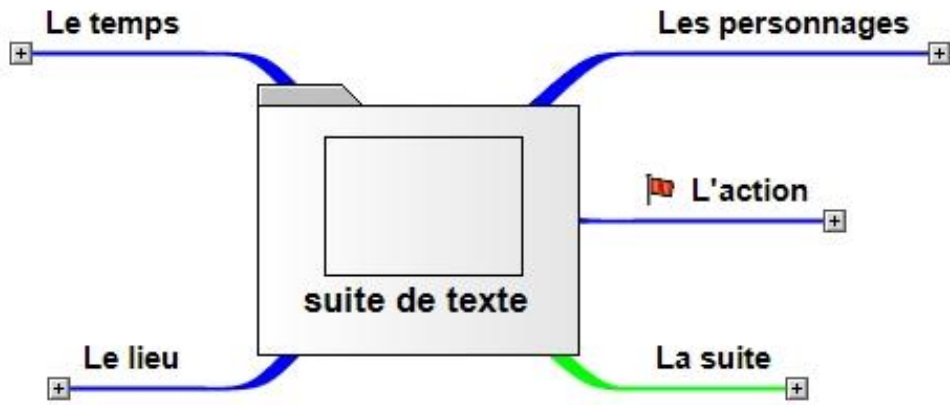 Le temps
Les personnages
L'action
suite de texte
Le lieu
La suite